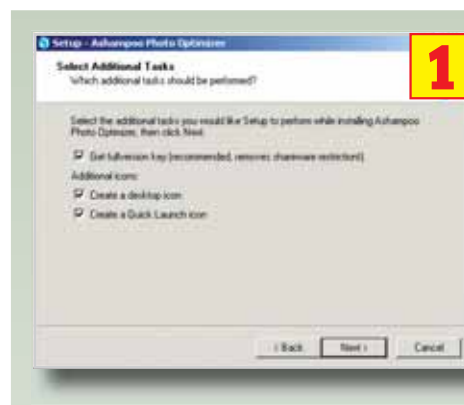 Setup - Ashampoo Photo Optimizer
1
Select Additional Tasks
Which additional tasks should be performed?
Select the additional tasks you would like Setup to perform while installing Ashampoo
Photo Optimizer, then click Next.
Get fullversion key (recommended, removes shareware restrictions!)
Additional icons:
Create a desktop icon
Create a Quick Launch icon
< Back
Next >
Cancel